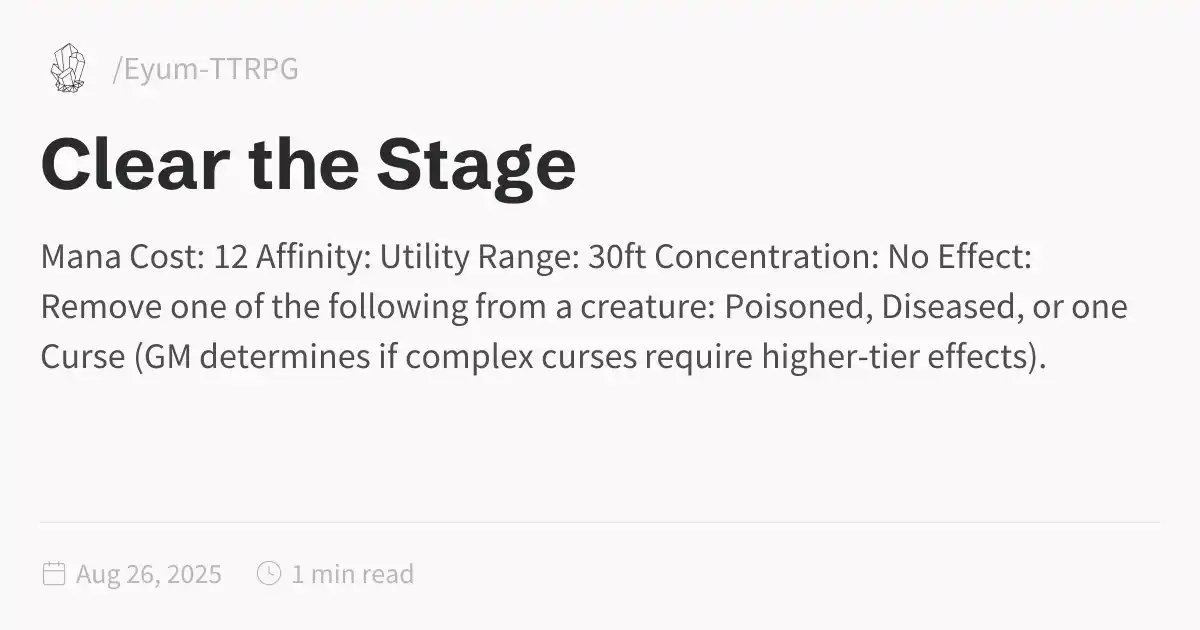 /Eyum-TTRPG
Clear the Stage
Mana Cost: 12 Affinity: Utility Range: 30ft Concentration: No Effect:
Remove one of the following from a creature: Poisoned, Diseased, or one
Curse (GM determines if complex curses require higher-tier effects).
Aug 26, 2025 1 min read